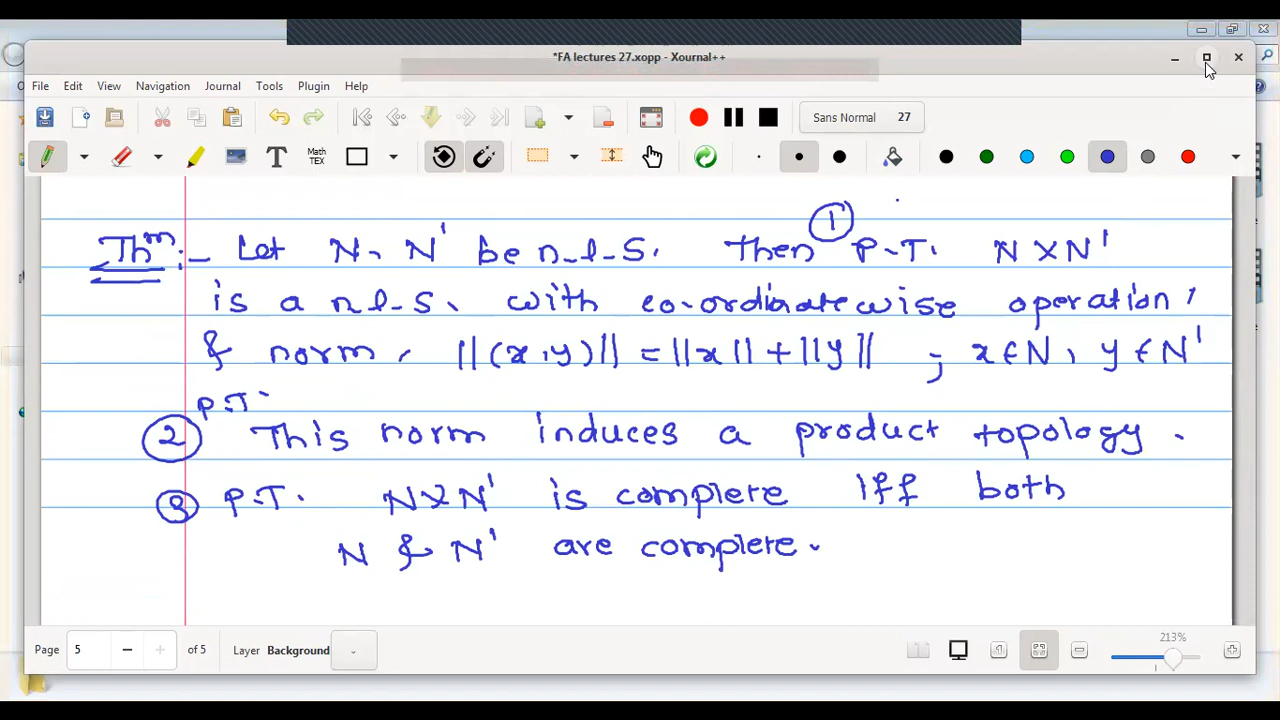 *FA lectures 27.xopp - Xournal++
File Edit View Navigation Journal Tools Plugin Help
Math TEX
Sans Normal 27
Thm :- Let N, N' be n.l.s. Then ① P.T. N×N'
is a n.l.s. with co-ordinatewise operation,
& norm, ||(x,y)|| = ||x|| + ||y|| ; x∈N, y∈N'
P.T.
② This norm induces a product topology.
③ P.T. N×N' is complete Iff both
N & N' are complete.
Page 5 of 5 Layer Background 213%